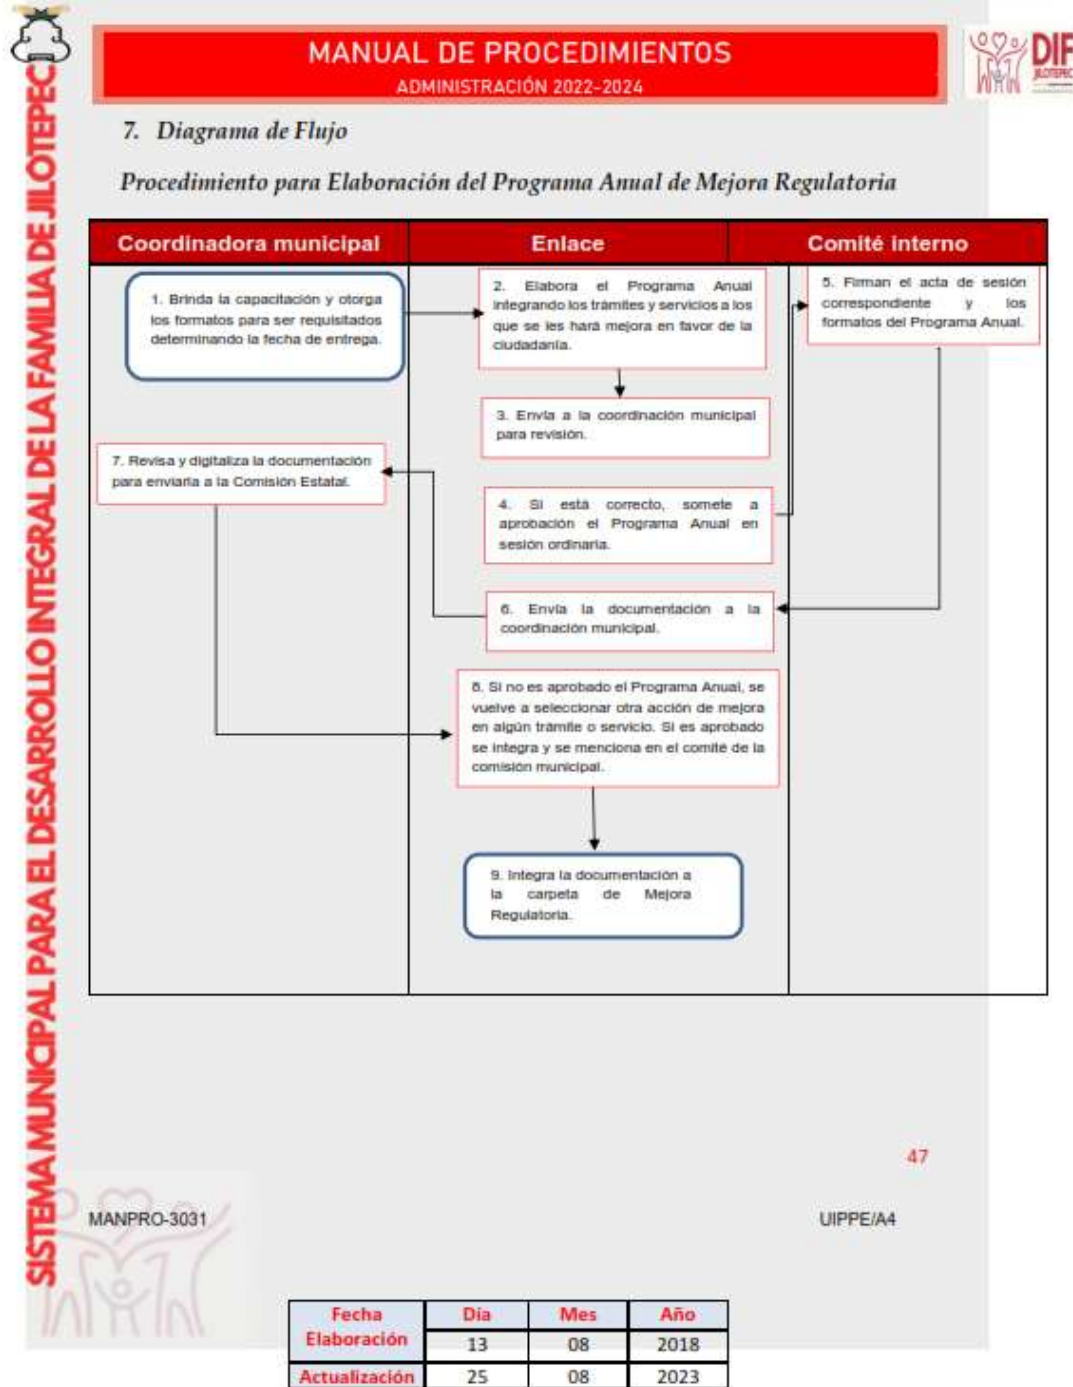 SISTEMA MUNICIPAL PARA EL DESARROLLO INTEGRAL DE LA FAMILIA DE JILOTEPEC
MANUAL DE PROCEDIMIENTOS
ADMINISTRACIÓN 2022-2024
DIF
JILOTEPEC
7. Diagrama de Flujo
Procedimiento para Elaboración del Programa Anual de Mejora Regulatoria
Coordinadora municipal
Enlace
Comité interno
1. Brinda la capacitación y otorga
los formatos para ser requisitados
determinando la fecha de entrega.
2. Elabora el Programa Anual
integrando los trámites y servicios a los
que se les hará mejora en favor de la
ciudadanía.
3. Envía a la coordinación municipal
para revisión.
4. Si está correcto, somete a
aprobación el Programa Anual en
sesión ordinaria.
5. Firman el acta de sesión
correspondiente y los
formatos del Programa Anual.
6. Envía la documentación a la
coordinación municipal.
7. Revisa y digitaliza la documentación
para enviarla a la Comisión Estatal.
8. Si no es aprobado el Programa Anual, se
vuelve a seleccionar otra acción de mejora
en algún trámite o servicio. Si es aprobado
se integra y se menciona en el comité de la
comisión municipal.
9. Integra la documentación a
la carpeta de Mejora
Regulatoria.
47
MANPRO-3031
UIPPE/A4
Fecha Día Mes Año
Elaboración 13 08 2018
Actualización 25 08 2023